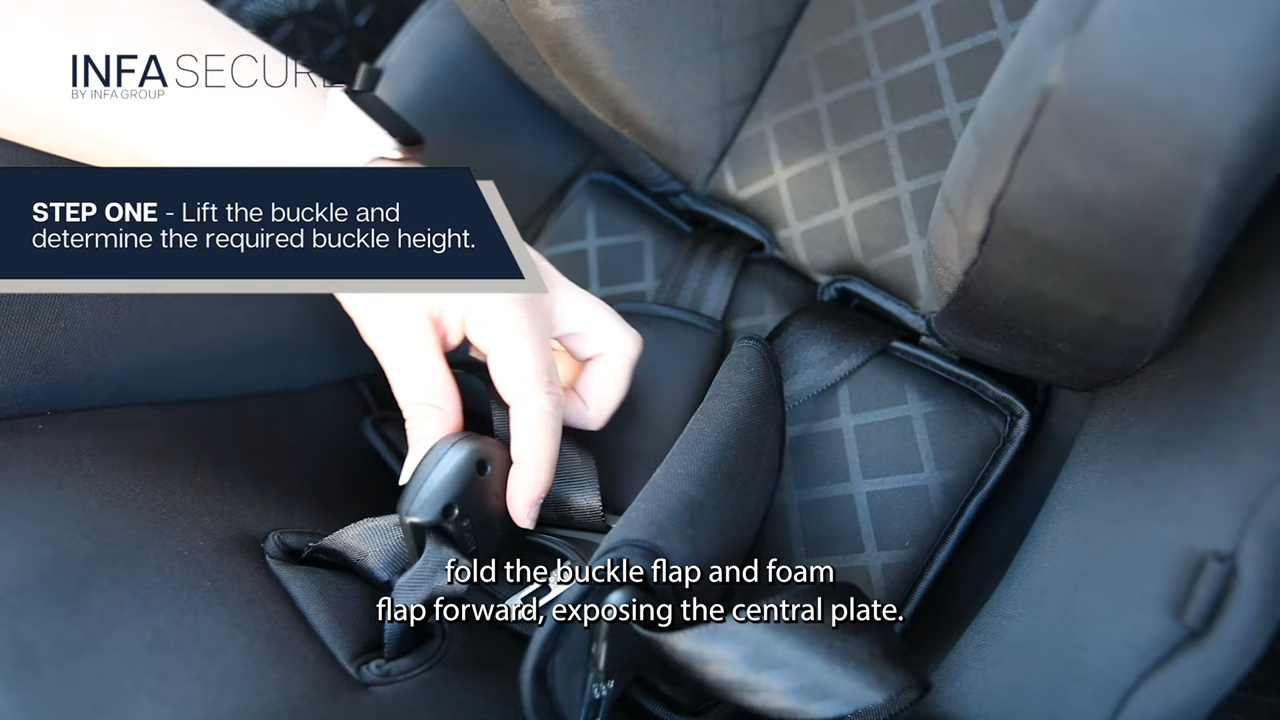 INFA SECURE
BY INFA GROUP
STEP ONE - Lift the buckle and
determine the required buckle height.
fold the buckle flap and foam
flap forward, exposing the central plate.